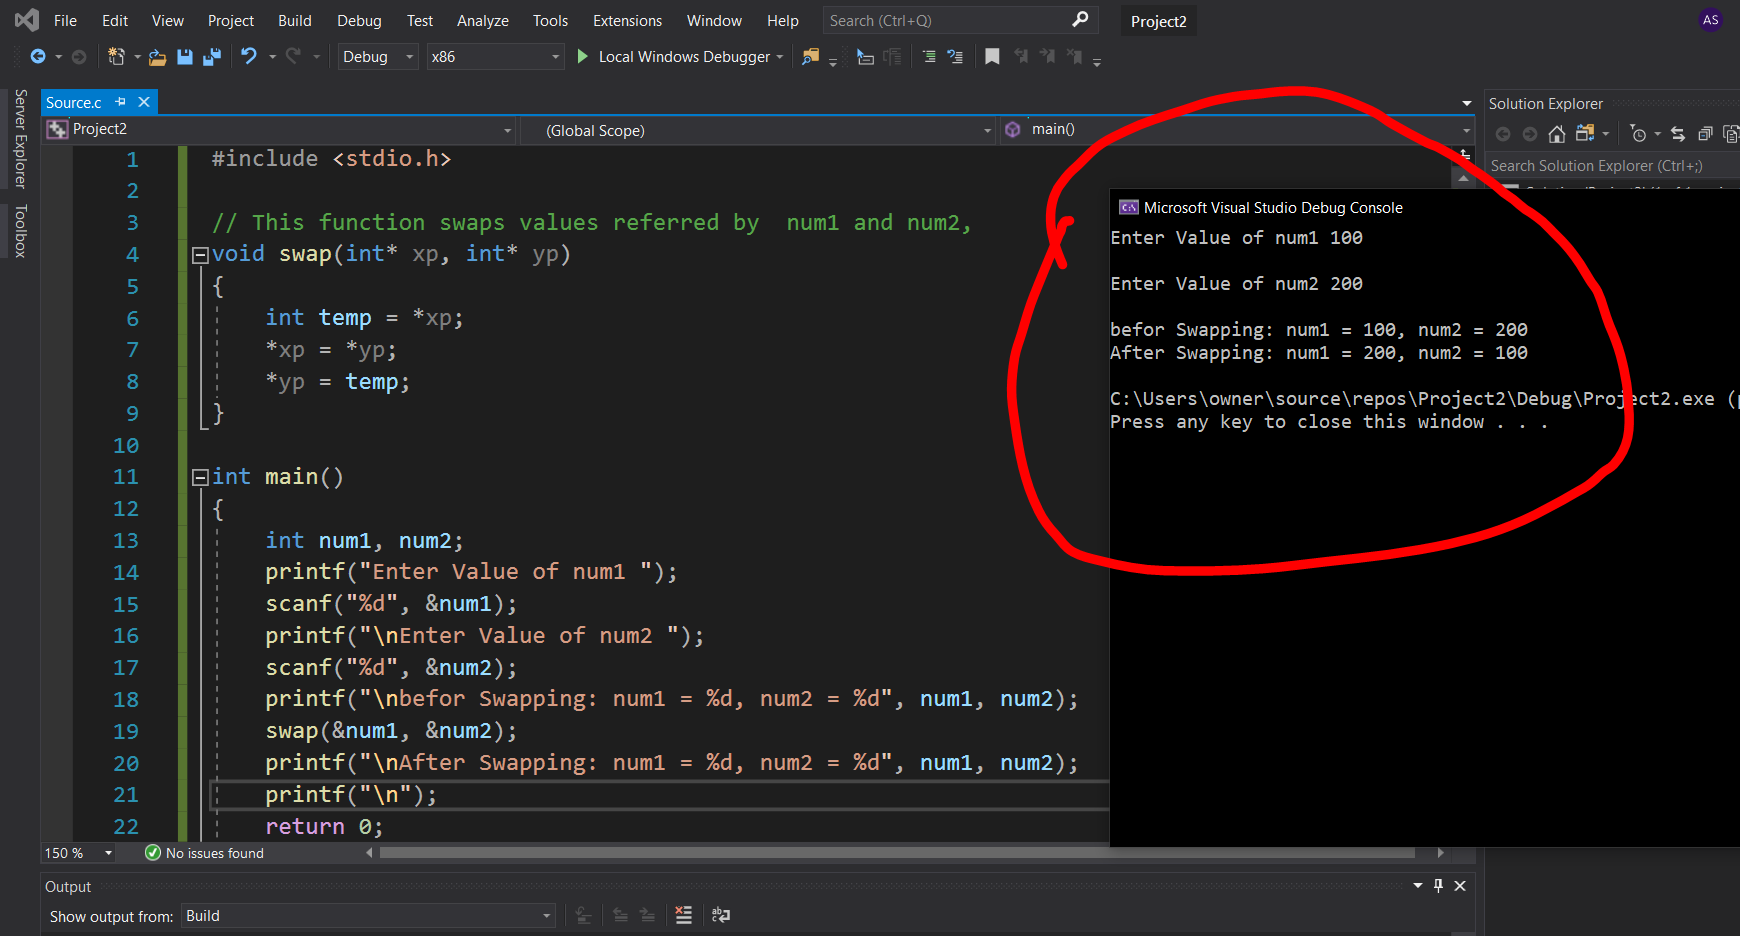 File Edit View Project Build Debug Test Analyze Tools Extensions Window Help Search (Ctrl+Q) Project2 AS
Debug x86 Local Windows Debugger
Server Explorer
Toolbox
Source.c
Project2 (Global Scope) main()
1 #include <stdio.h>
2
3 // This function swaps values referred by  num1 and num2,
4 void swap(int* xp, int* yp)
5 {
6 int temp = *xp;
7 *xp = *yp;
8 *yp = temp;
9 }
10
11 int main()
12 {
13 int num1, num2;
14 printf("Enter Value of num1 ");
15 scanf("%d", &num1);
16 printf("\nEnter Value of num2 ");
17 scanf("%d", &num2);
18 printf("\nbefor Swapping: num1 = %d, num2 = %d", num1, num2);
19 swap(&num1, &num2);
20 printf("\nAfter Swapping: num1 = %d, num2 = %d", num1, num2);
21 printf("\n");
22 return 0;
150 % No issues found
Output
Show output from: Build
Solution Explorer
Search Solution Explorer (Ctrl+;)
Microsoft Visual Studio Debug Console
Enter Value of num1 100
Enter Value of num2 200
befor Swapping: num1 = 100, num2 = 200
After Swapping: num1 = 200, num2 = 100
C:\Users\owner\source\repos\Project2\Debug\Project2.exe (
Press any key to close this window . . .